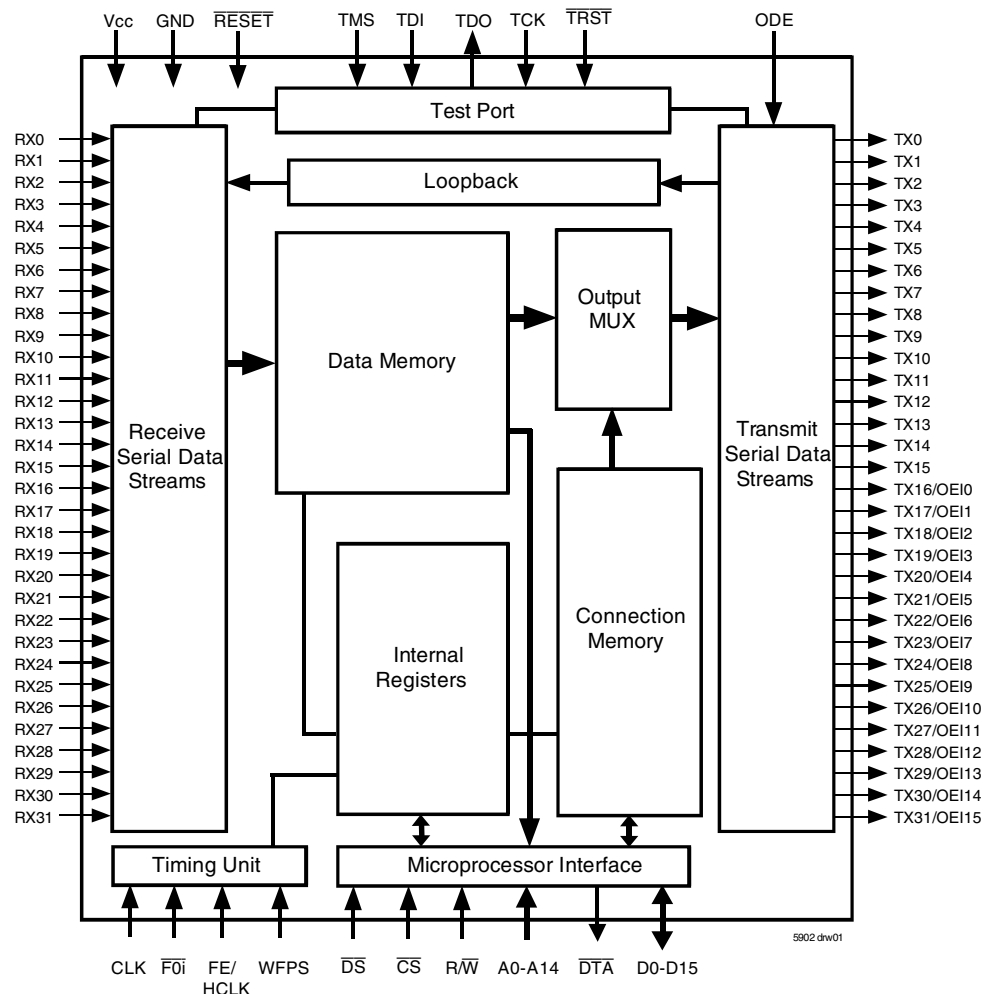 Vcc GND R̅E̅S̅E̅T̅ TMS TDI TDO TCK T̅R̅S̅T̅ ODE
Test Port
Loopback
Data Memory
Output
MUX
Receive
Serial Data
Streams
Transmit
Serial Data
Streams
Internal
Registers
Connection
Memory
Timing Unit
Microprocessor Interface
RX0
RX1
RX2
RX3
RX4
RX5
RX6
RX7
RX8
RX9
RX10
RX11
RX12
RX13
RX14
RX15
RX16
RX17
RX18
RX19
RX20
RX21
RX22
RX23
RX24
RX25
RX26
RX27
RX28
RX29
RX30
RX31
TX0
TX1
TX2
TX3
TX4
TX5
TX6
TX7
TX8
TX9
TX10
TX11
TX12
TX13
TX14
TX15
TX16/OEI0
TX17/OEI1
TX18/OEI2
TX19/OEI3
TX20/OEI4
TX21/OEI5
TX22/OEI6
TX23/OEI7
TX24/OEI8
TX25/OEI9
TX26/OEI10
TX27/OEI11
TX28/OEI12
TX29/OEI13
TX30/OEI14
TX31/OEI15
5902 drw01
CLK F̅0̅i̅ FE/ WFPS D̅S̅ C̅S̅ R/W̅ A0-A14 D̅T̅A̅ D0-D15
HCLK